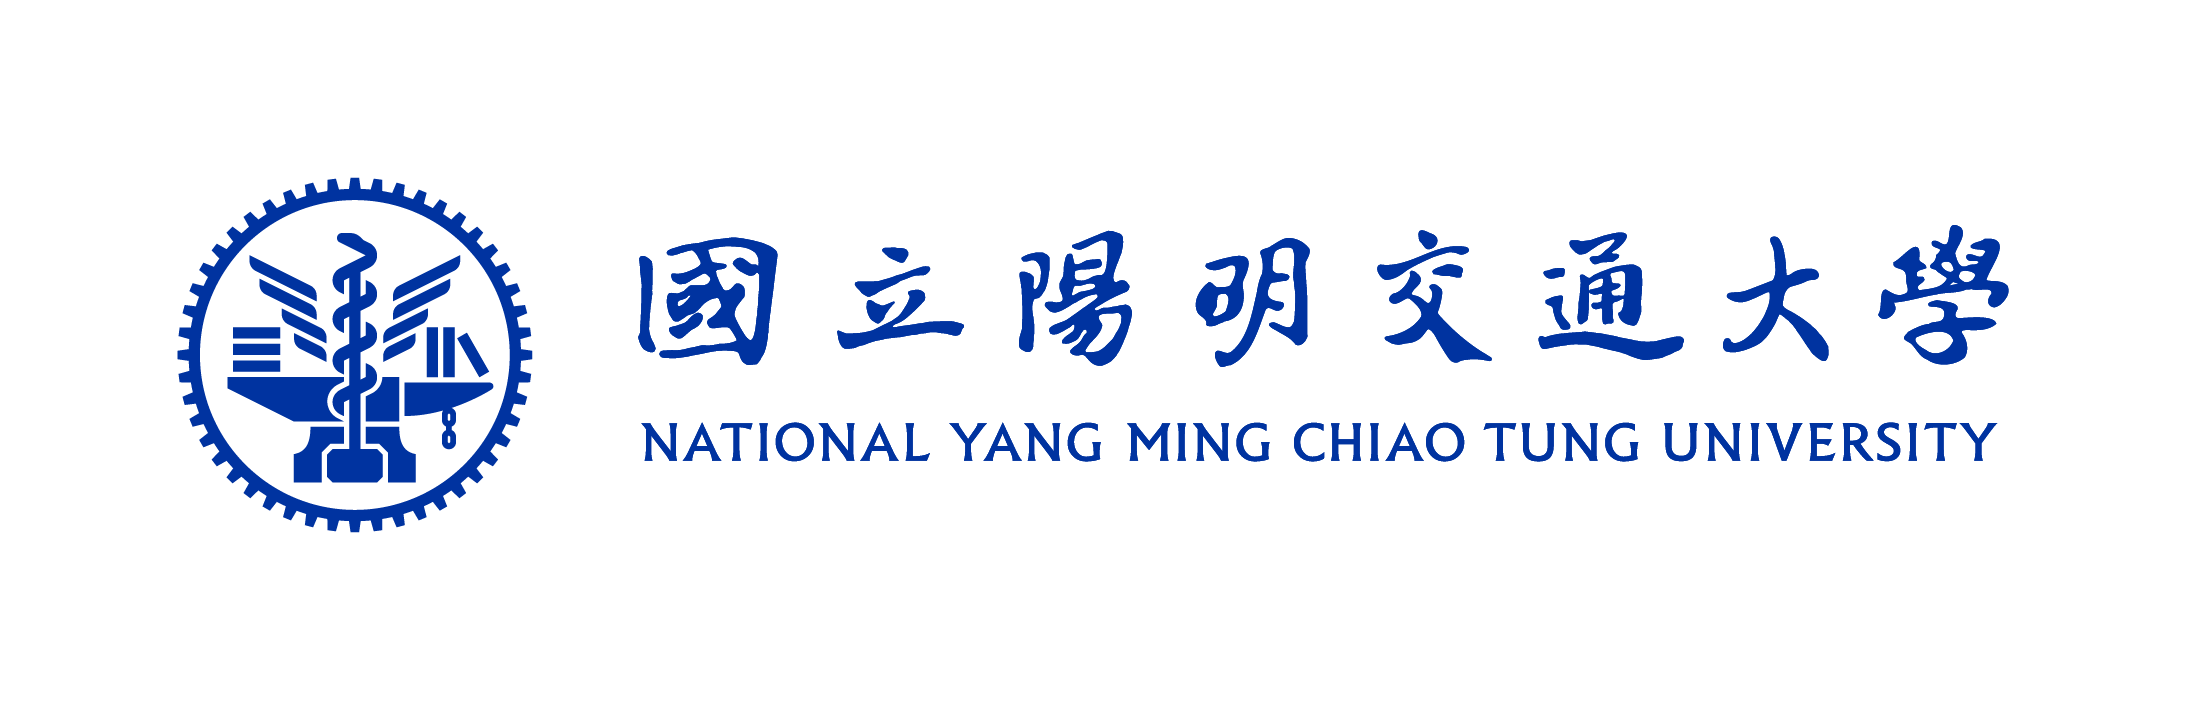 國立陽明交通大學
NATIONAL YANG MING CHIAO TUNG UNIVERSITY